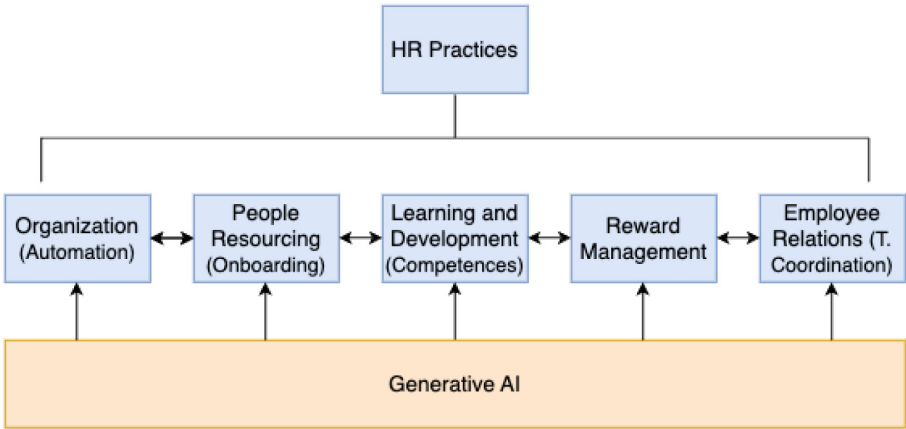 HR Practices
Organization
(Automation)
People
Resourcing
(Onboarding)
Learning and
Development
(Competences)
Reward
Management
Employee
Relations (T.
Coordination)
Generative AI